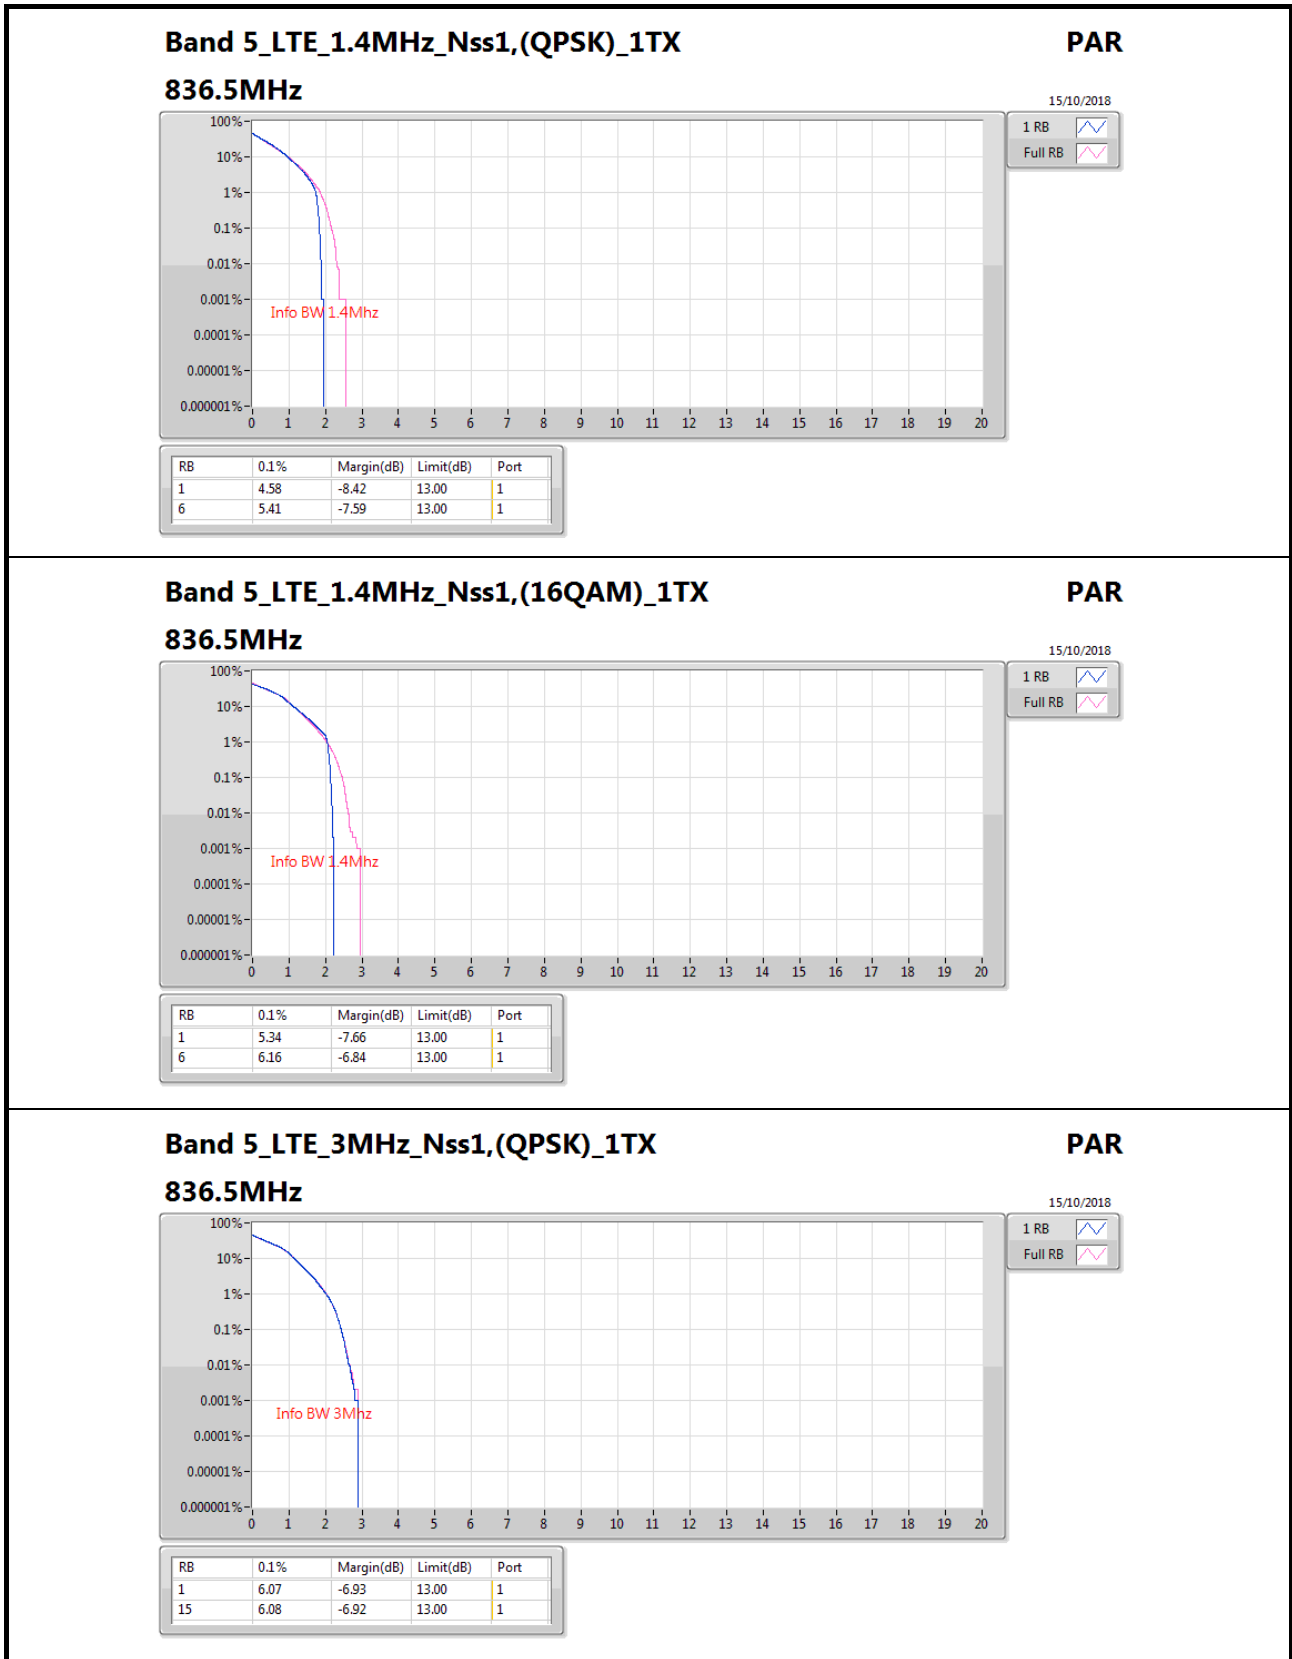 Band 5_LTE_1.4MHz_Nss1,(QPSK)_1TX PAR
836.5MHz
15/10/2018
1 RB
Full RB
100%
10%
1%
0.1%
0.01%
0.001%
0.0001%
0.00001%
0.000001%
Info BW 1.4Mhz
0 1 2 3 4 5 6 7 8 9 10 11 12 13 14 15 16 17 18 19 20
RB 0.1% Margin(dB) Limit(dB) Port
1 4.58 -8.42 13.00 1
6 5.41 -7.59 13.00 1
Band 5_LTE_1.4MHz_Nss1,(16QAM)_1TX PAR
836.5MHz
15/10/2018
1 RB
Full RB
100%
10%
1%
0.1%
0.01%
0.001%
0.0001%
0.00001%
0.000001%
Info BW 1.4Mhz
0 1 2 3 4 5 6 7 8 9 10 11 12 13 14 15 16 17 18 19 20
RB 0.1% Margin(dB) Limit(dB) Port
1 5.34 -7.66 13.00 1
6 6.16 -6.84 13.00 1
Band 5_LTE_3MHz_Nss1,(QPSK)_1TX PAR
836.5MHz
15/10/2018
1 RB
Full RB
100%
10%
1%
0.1%
0.01%
0.001%
0.0001%
0.00001%
0.000001%
Info BW 3Mhz
0 1 2 3 4 5 6 7 8 9 10 11 12 13 14 15 16 17 18 19 20
RB 0.1% Margin(dB) Limit(dB) Port
1 6.07 -6.93 13.00 1
15 6.08 -6.92 13.00 1